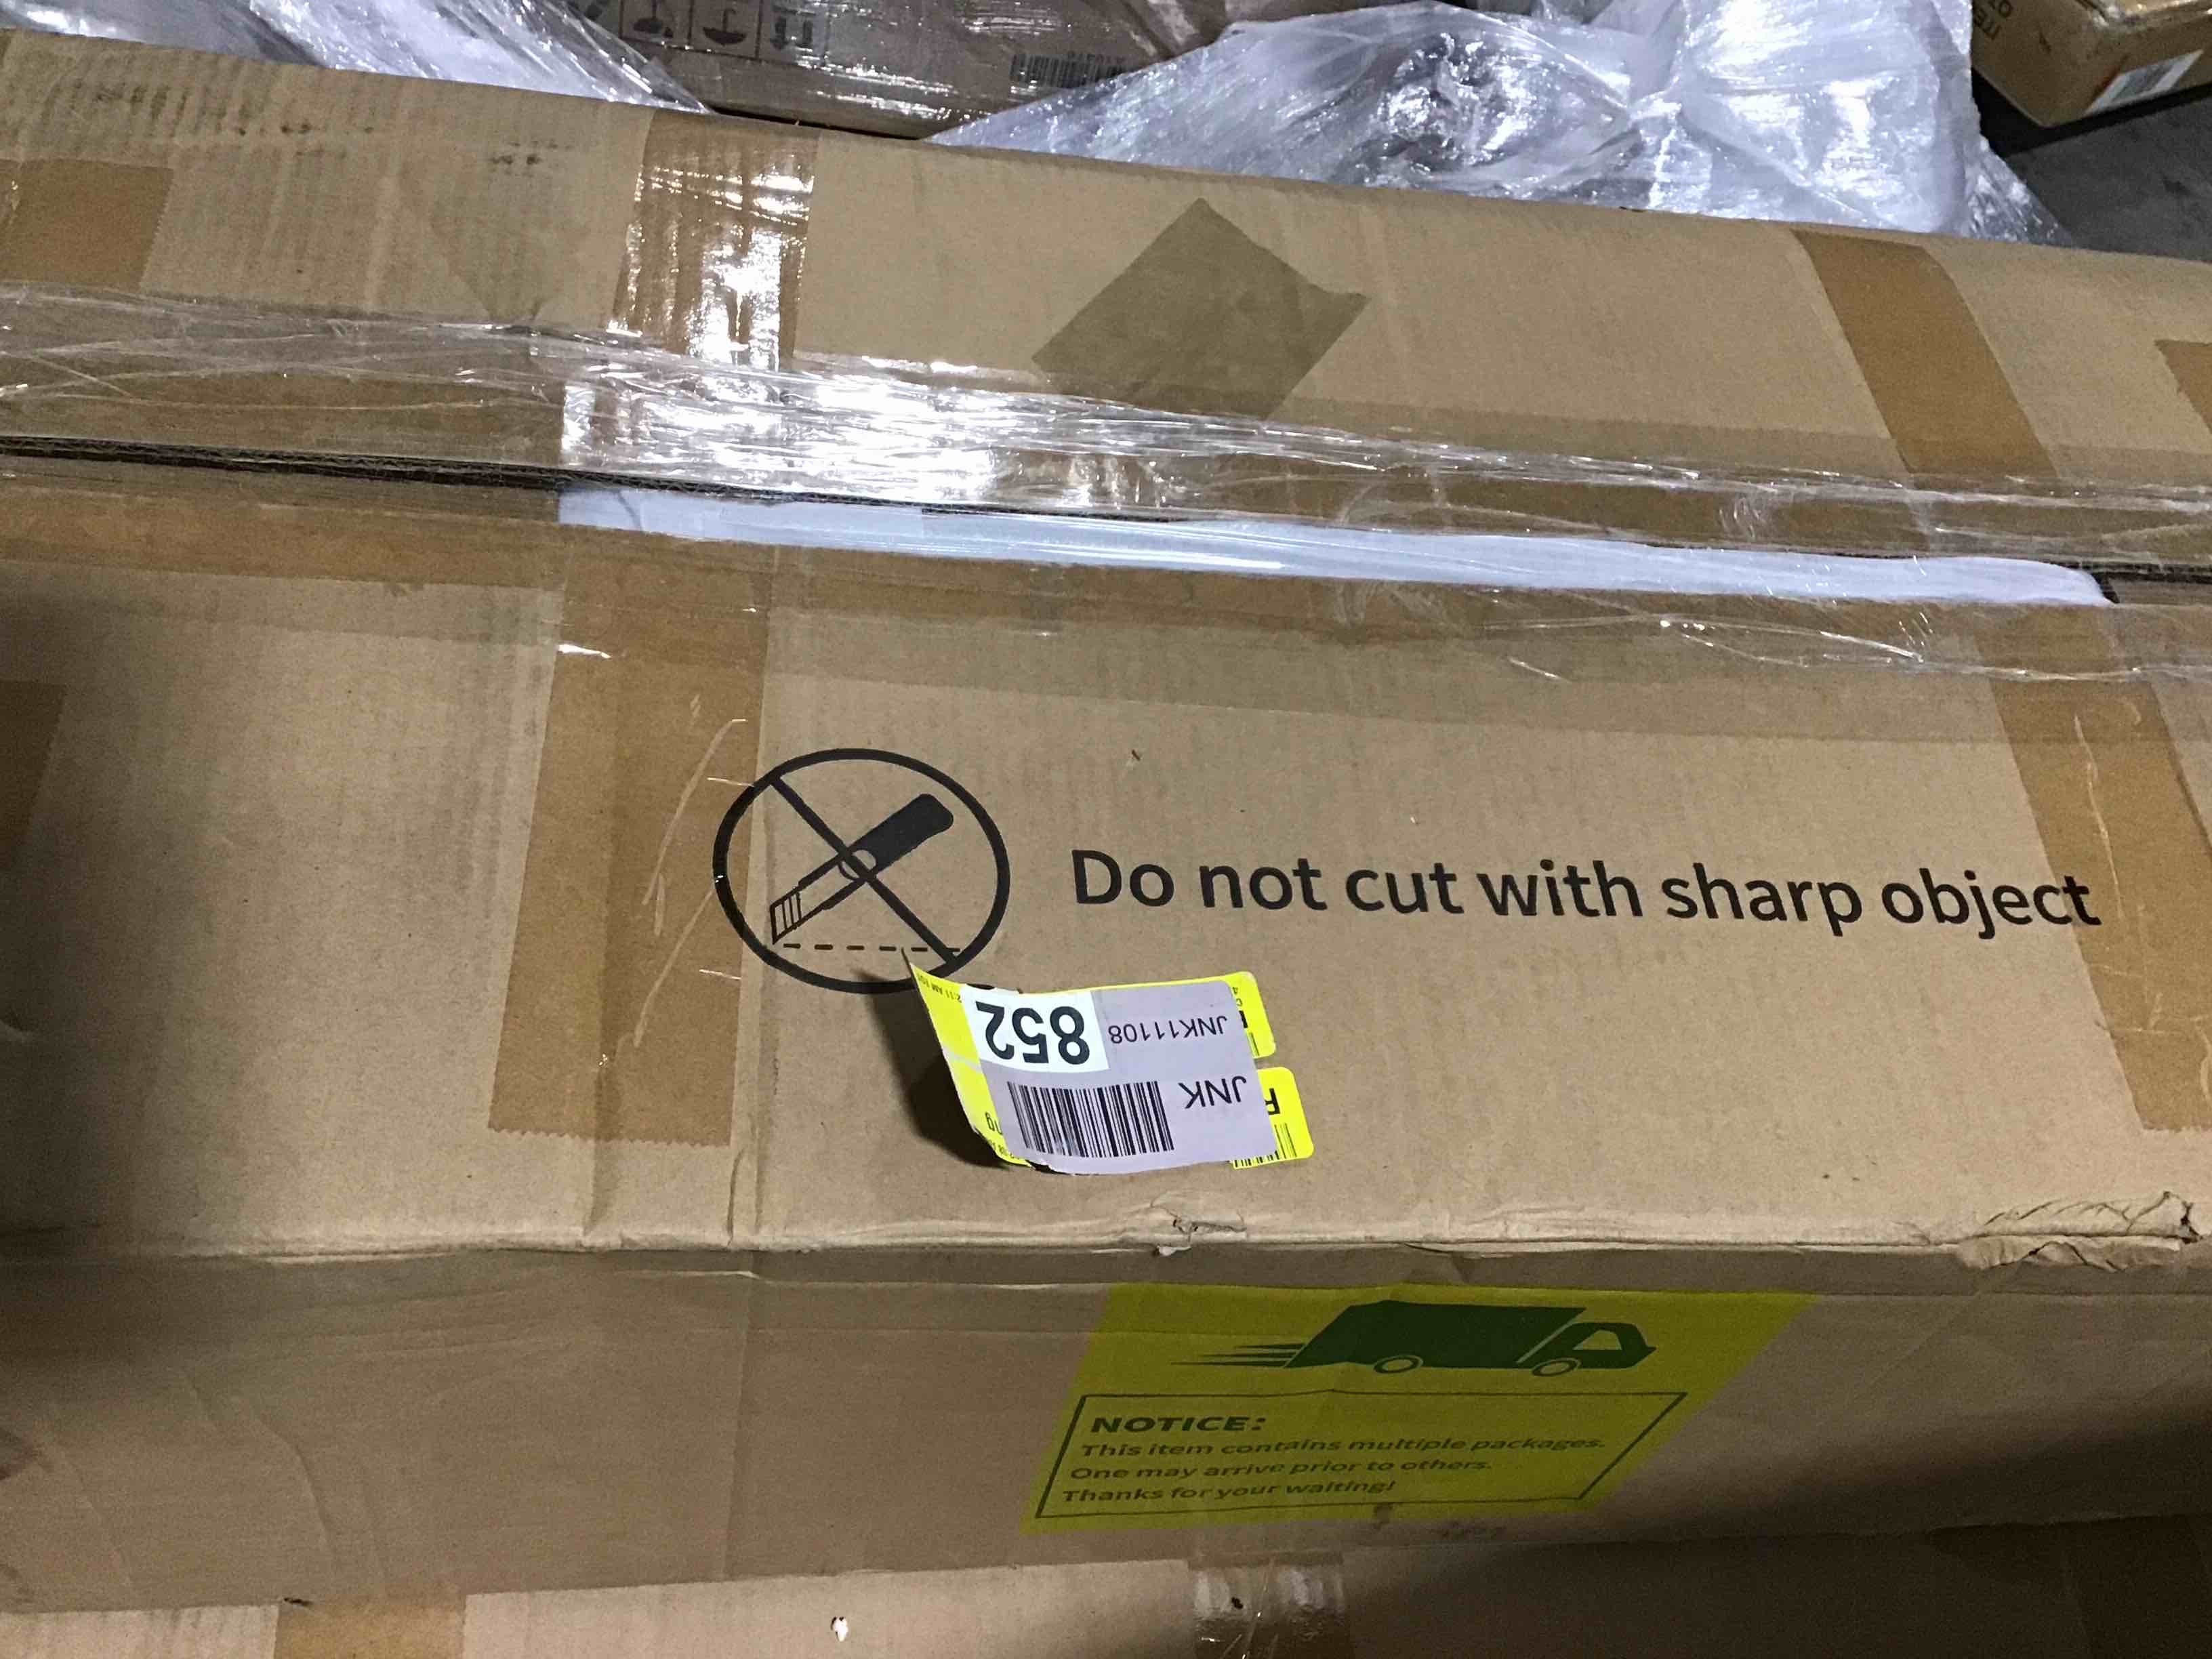 Do not cut with sharp object
852
JNK11108
JNK
NOTICE:
This item contains multiple packages.
One may arrive prior to others.
Thanks for your waiting!